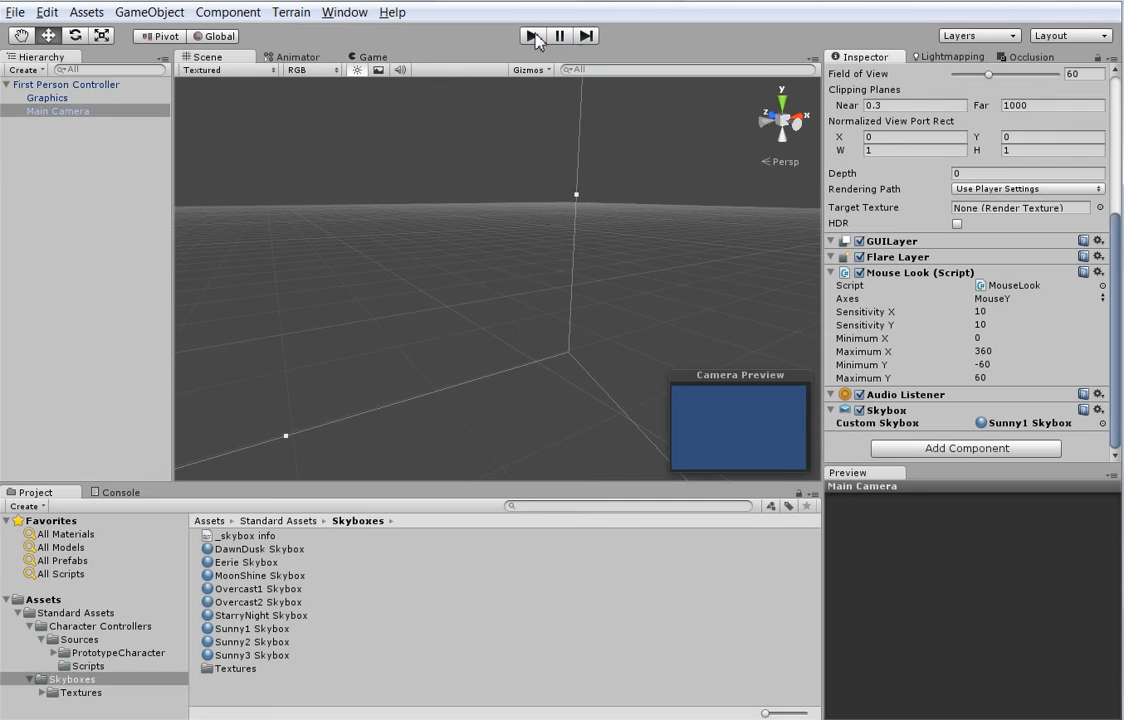 File Edit Assets GameObject Component Terrain Window Help
Pivot Global Layers Layout
Hierarchy
Create All
First Person Controller
Graphics
Main Camera
Scene Animator Game
Textured RGB Gizmos All
y
z x
Persp
Camera Preview
Inspector Lightmapping Occlusion
Field of View 60
Clipping Planes
Near 0.3 Far 1000
Normalized View Port Rect
X 0 Y 0
W 1 H 1
Depth 0
Rendering Path Use Player Settings
Target Texture None (Render Texture)
HDR
GUILayer
Flare Layer
Mouse Look (Script)
Script MouseLook
Axes MouseY
Sensitivity X 10
Sensitivity Y 10
Minimum X 0
Maximum X 360
Minimum Y -60
Maximum Y 60
Audio Listener
Skybox
Custom Skybox Sunny1 Skybox
Add Component
Preview
Main Camera
Project Console
Create
Favorites
All Materials
All Models
All Prefabs
All Scripts
Assets
Standard Assets
Character Controllers
Sources
PrototypeCharacter
Scripts
Skyboxes
Textures
Assets Standard Assets Skyboxes
_skybox info
DawnDusk Skybox
Eerie Skybox
MoonShine Skybox
Overcast1 Skybox
Overcast2 Skybox
StarryNight Skybox
Sunny1 Skybox
Sunny2 Skybox
Sunny3 Skybox
Textures